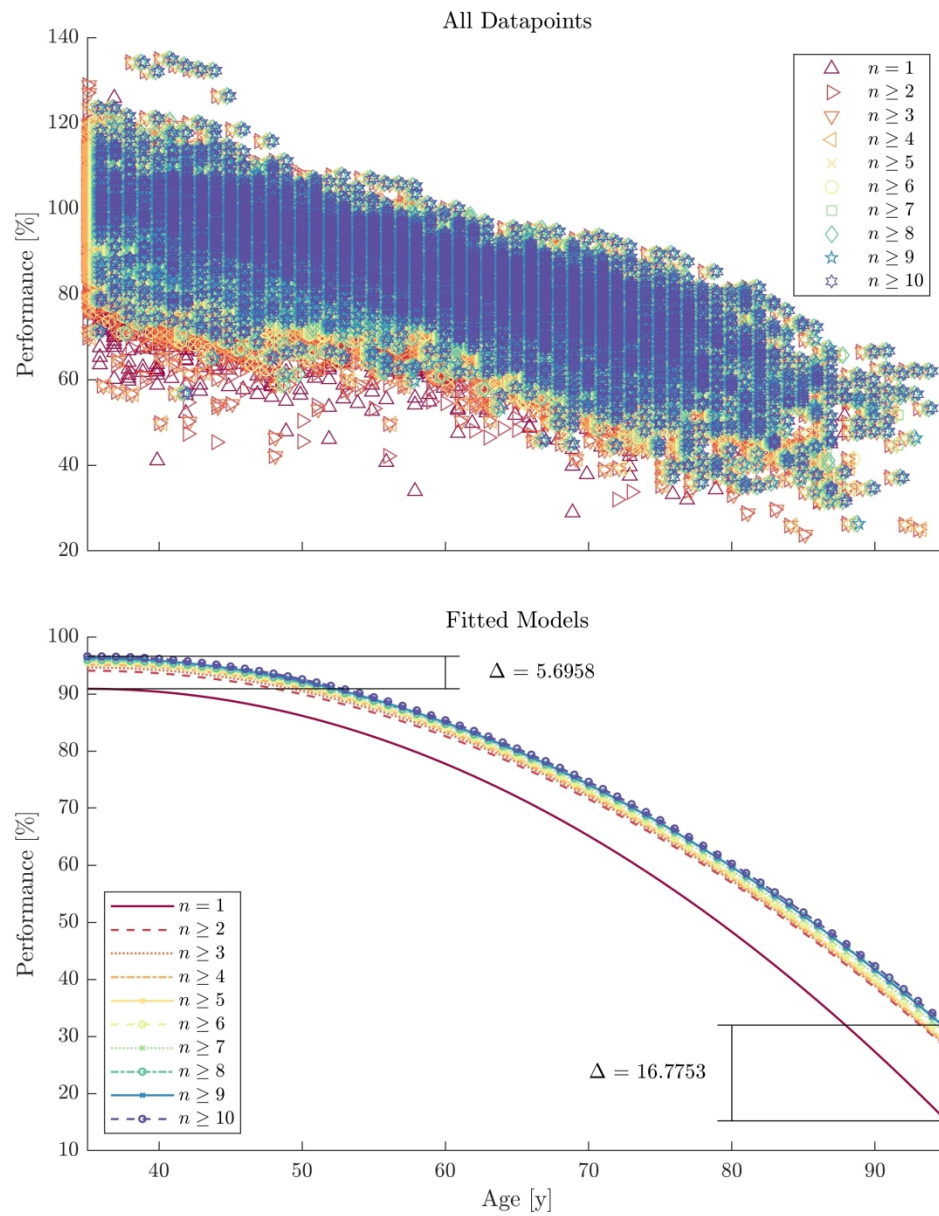 All Datapoints
140
120
100
80
60
40
20
Performance [%]
n = 1
n ≥ 2
n ≥ 3
n ≥ 4
n ≥ 5
n ≥ 6
n ≥ 7
n ≥ 8
n ≥ 9
n ≥ 10
40
50
60
70
80
90
Fitted Models
100
90
80
70
60
50
40
30
20
10
Performance [%]
Δ = 5.6958
Δ = 16.7753
n = 1
n ≥ 2
n ≥ 3
n ≥ 4
n ≥ 5
n ≥ 6
n ≥ 7
n ≥ 8
n ≥ 9
n ≥ 10
40
50
60
70
80
90
Age [y]